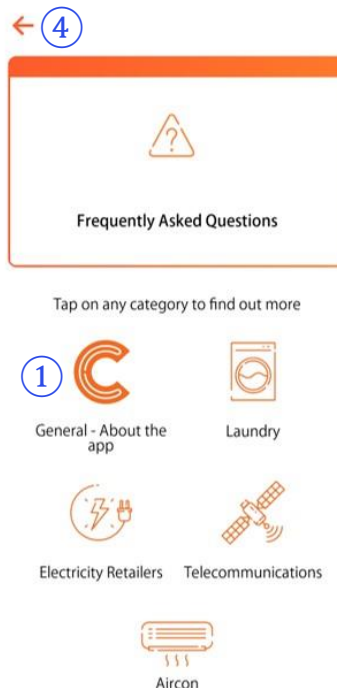 ④
Frequently Asked Questions
Tap on any category to find out more
①
General - About the
app
Laundry
Electricity Retailers
Telecommunications
Aircon